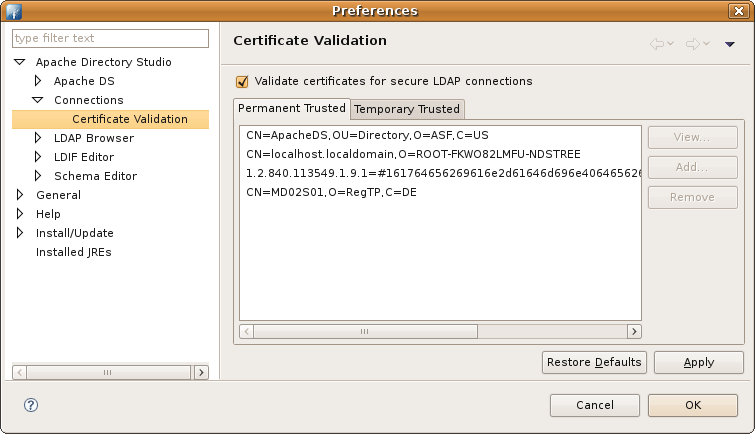 Preferences
type filter text
Apache Directory Studio
Apache DS
Connections
Certificate Validation
LDAP Browser
LDIF Editor
Schema Editor
General
Help
Install/Update
Installed JREs
Certificate Validation
Validate certificates for secure LDAP connections
Permanent Trusted
Temporary Trusted
CN=ApacheDS,OU=Directory,O=ASF,C=US
CN=localhost.localdomain,O=ROOT-FKWO82LMFU-NDSTREE
1.2.840.113549.1.9.1=#161764656269616e2d61646d696e406465626
CN=MD02S01,O=RegTP,C=DE
View...
Add...
Remove
Restore Defaults
Apply
Cancel
OK